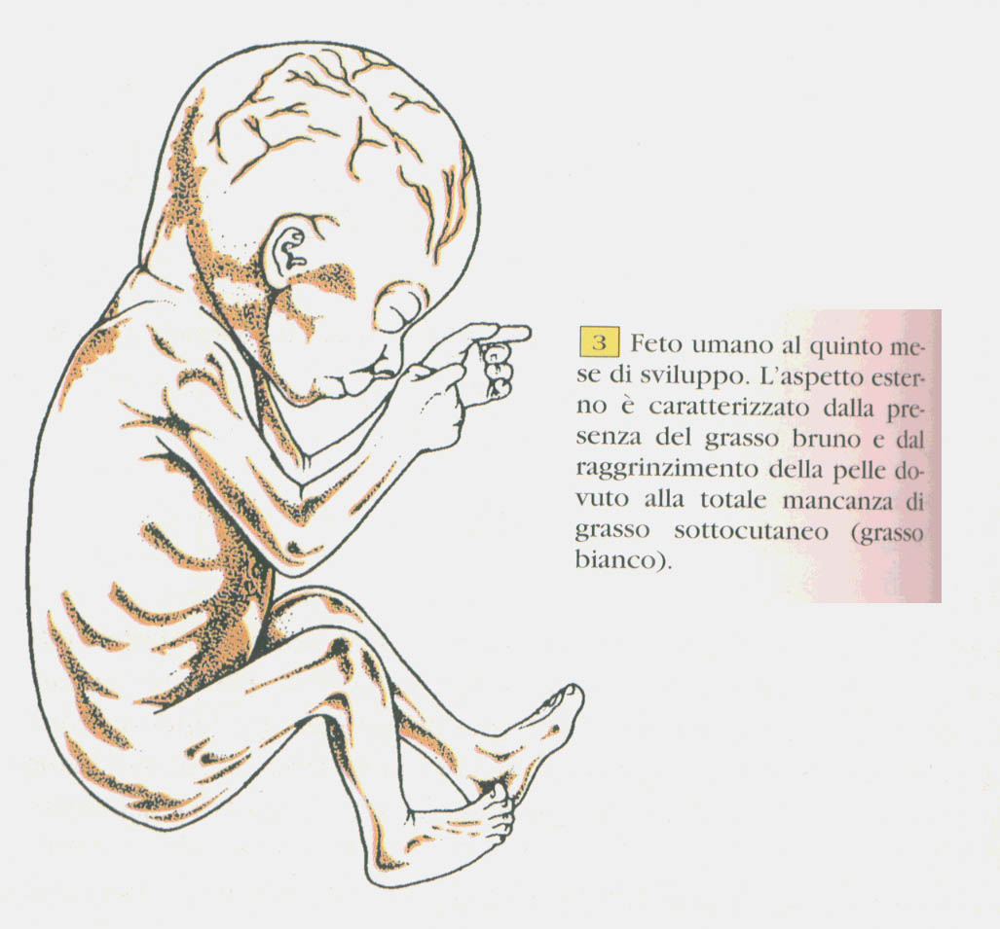 3 Feto umano al quinto me-
se di sviluppo. L'aspetto ester-
no è caratterizzato dalla pre-
senza del grasso bruno e dal
raggrinzimento della pelle do-
vuto alla totale mancanza di
grasso sottocutaneo (grasso
bianco).